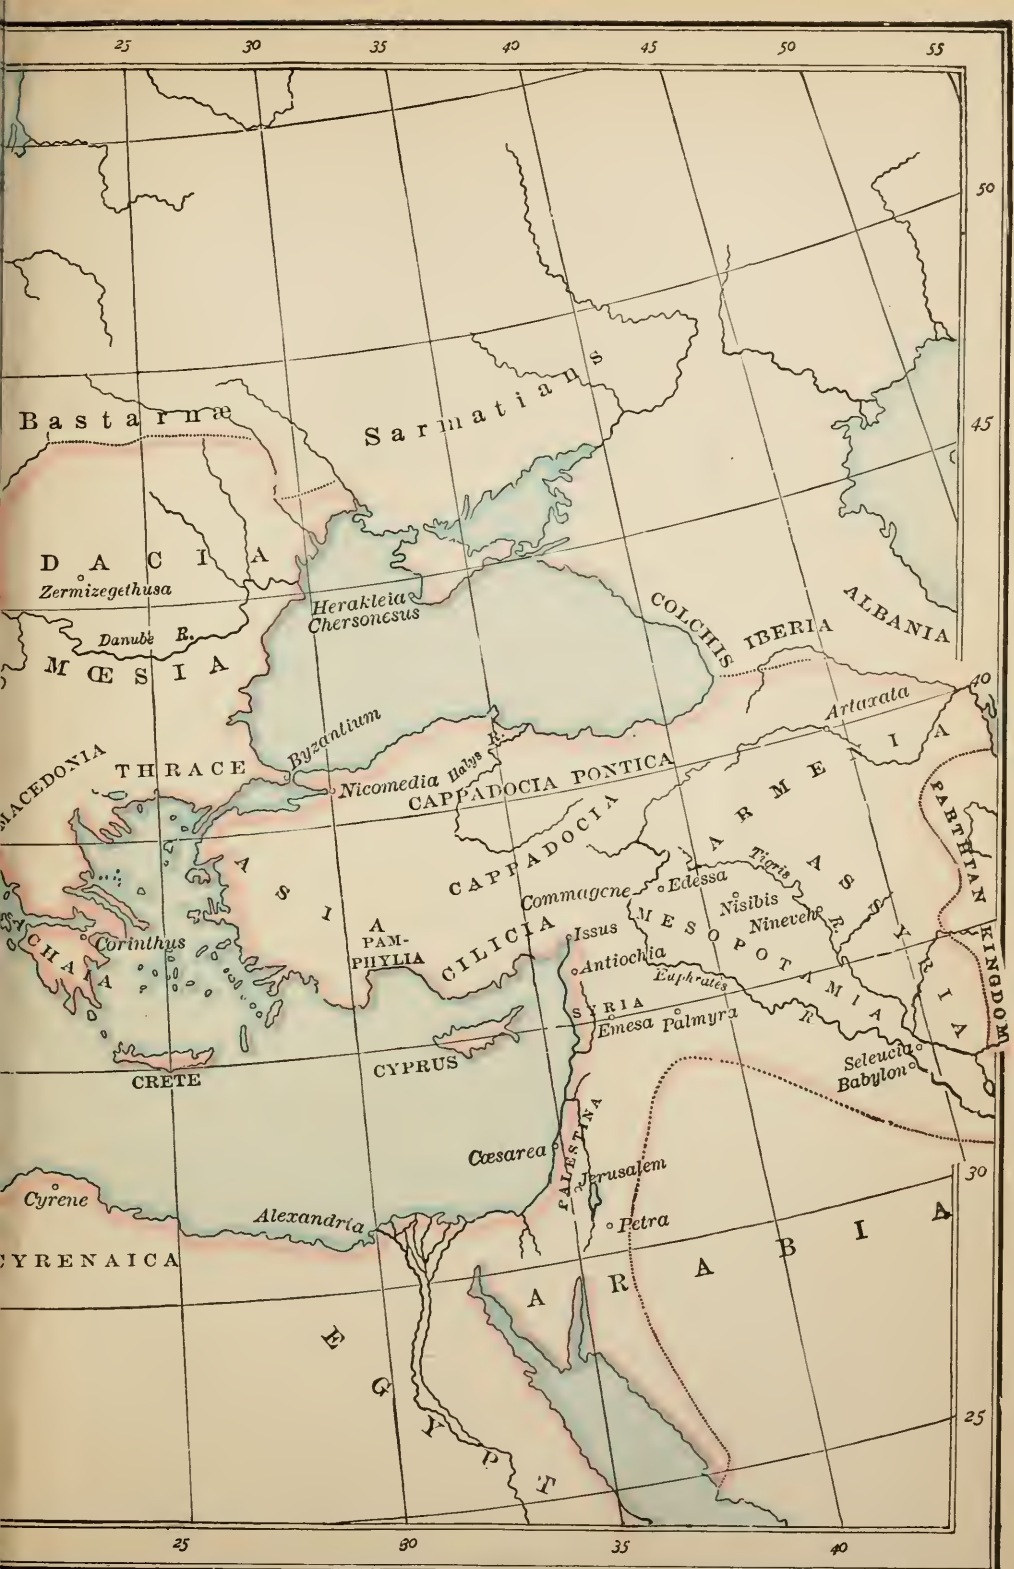 25 30 35 40 45 50 55
50
Bastarnæ
Sarmatians
45
DACIA
Zermizegethusa
Danube R.
MŒSIA
Herakleia
Chersonesus
COLCHIS
IBERIA
ALBANIA
40
Artaxata
MACEDONIA
THRACE
Byzantium
Nicomedia
Halys R.
CAPPADOCIA PONTICA
ARMENIA
PARTHIAN KINGDOM
ASIA
CAPPADOCIA
Commagene
Edessa
Tigris R.
Nisibis
Nineveh
ASSYRIA
ACHAIA
Corinthus
PAM-
PHYLIA
CILICIA
Issus
MESOPOTAMIA
Antiochia
Euphrates R.
SYRIA
Emesa
Palmyra
CRETE
CYPRUS
Seleucia
Babylon
Cæsarea
PALESTINA
Jerusalem
30
Cyrene
Alexandria
Petra
CYRENAICA
ARABIA
EGYPT
25
25 30 35 40